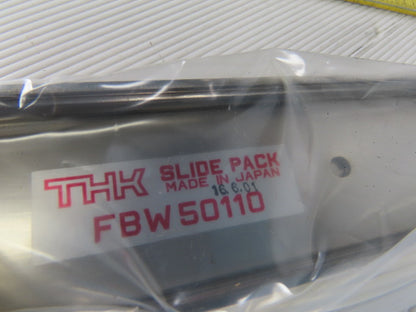 THK SLIDE PACK
MADE IN JAPAN
16.6.01
FBW50110